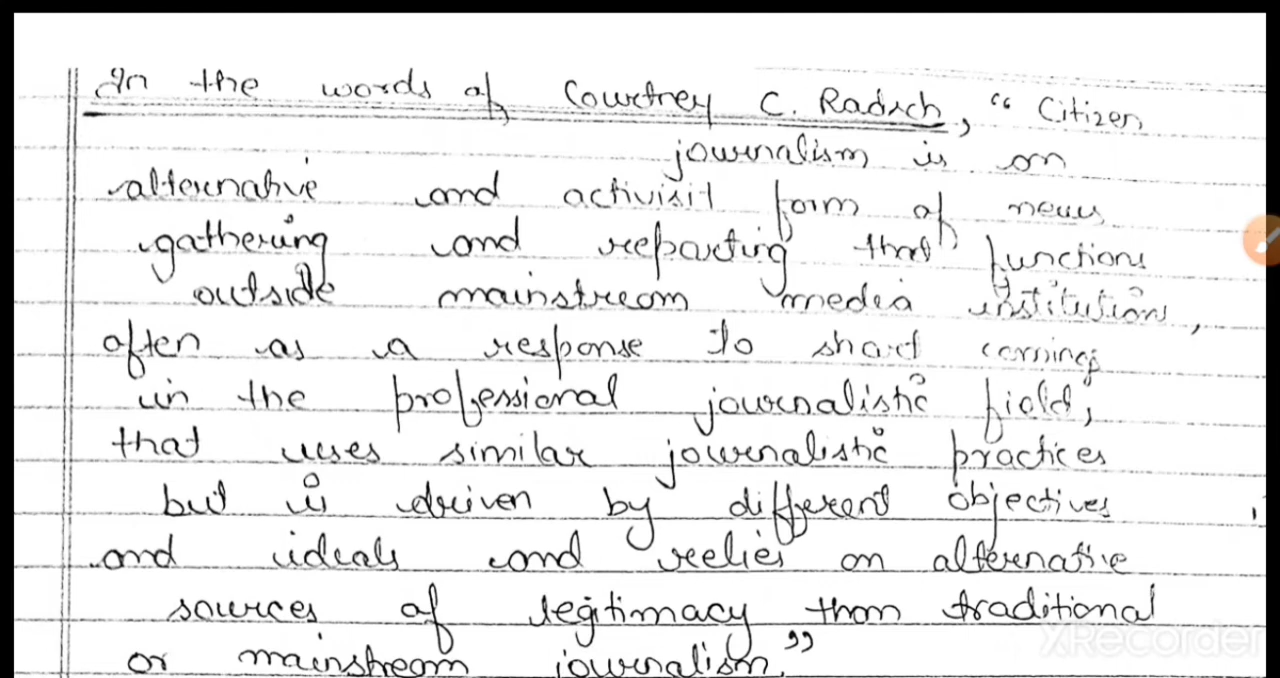 In the words of Courtney C. Radsch, "Citizen
journalism is an
alternative and activisit form of news
gathering and reparting that functions
outside mainstream media institutions,
often as a response to short comings
in the professional journalistic field,
that uses similar journalistic practices
but is driven by different objectives
and ideals and relies on alternative
sources of legitimacy than traditional
or mainstream journalism."
XRecorder